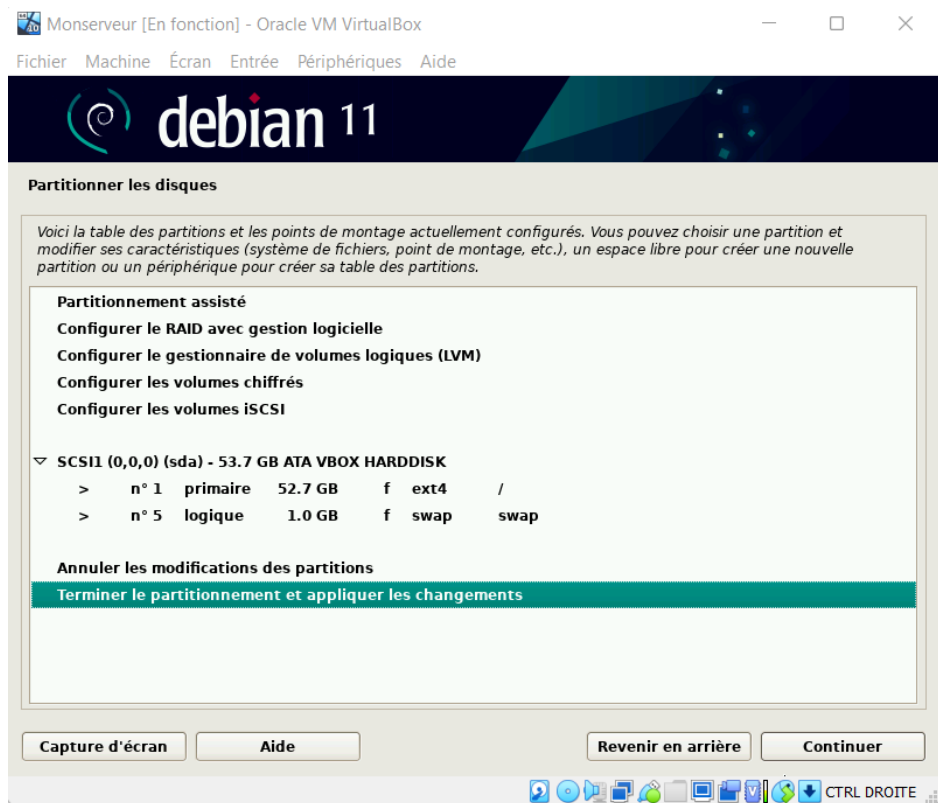 Monserveur [En fonction] - Oracle VM VirtualBox
Fichier Machine Écran Entrée Périphériques Aide
debian 11
Partitionner les disques
Voici la table des partitions et les points de montage actuellement configurés. Vous pouvez choisir une partition et
modifier ses caractéristiques (système de fichiers, point de montage, etc.), un espace libre pour créer une nouvelle
partition ou un périphérique pour créer sa table des partitions.
Partitionnement assisté
Configurer le RAID avec gestion logicielle
Configurer le gestionnaire de volumes logiques (LVM)
Configurer les volumes chiffrés
Configurer les volumes iSCSI
SCSI1 (0,0,0) (sda) - 53.7 GB ATA VBOX HARDDISK
> n° 1 primaire 52.7 GB f ext4 /
> n° 5 logique 1.0 GB f swap swap
Annuler les modifications des partitions
Terminer le partitionnement et appliquer les changements
Capture d'écran Aide Revenir en arrière Continuer
CTRL DROITE